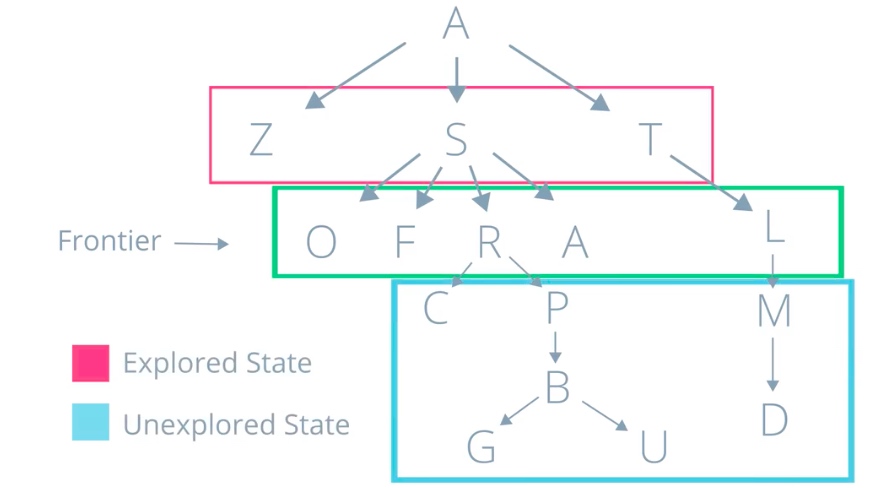 A
Z S T
Frontier O F R A L
C P M
Explored State B
Unexplored State D
G U